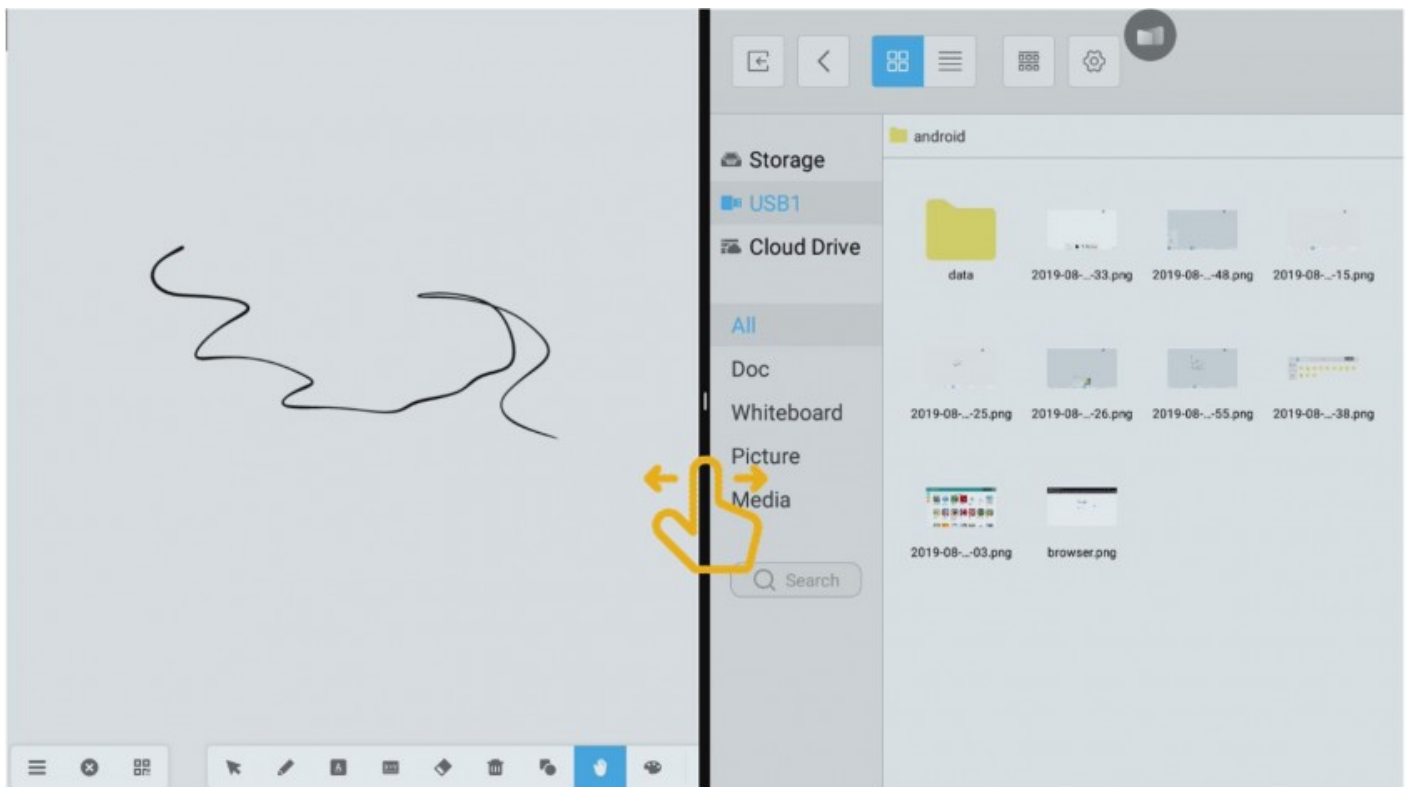 android
Storage
USB1
Cloud Drive
data
2019-08-...-33.png
2019-08-...-48.png
2019-08-...-15.png
All
Doc
Whiteboard
Picture
Media
2019-08-...-25.png
2019-08-...-26.png
2019-08-...-55.png
2019-08-...-38.png
2019-08-...-03.png
browser.png
Search